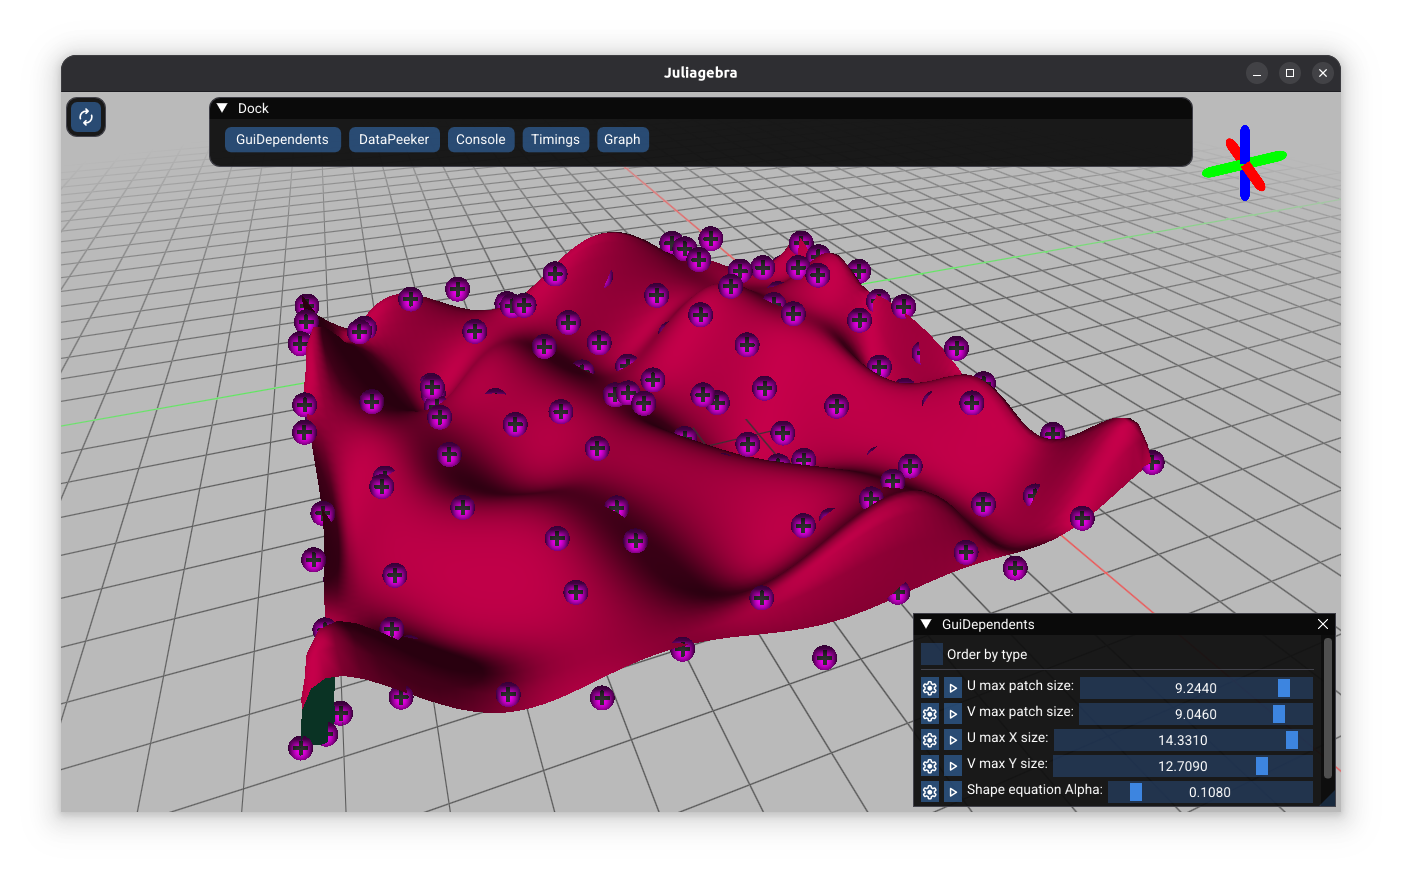 Juliagebra
Dock
GuiDependents DataPeeker Console Timings Graph
GuiDependents
Order by type
U max patch size: 9.2440
V max patch size: 9.0460
U max X size: 14.3310
V max Y size: 12.7090
Shape equation Alpha: 0.1080